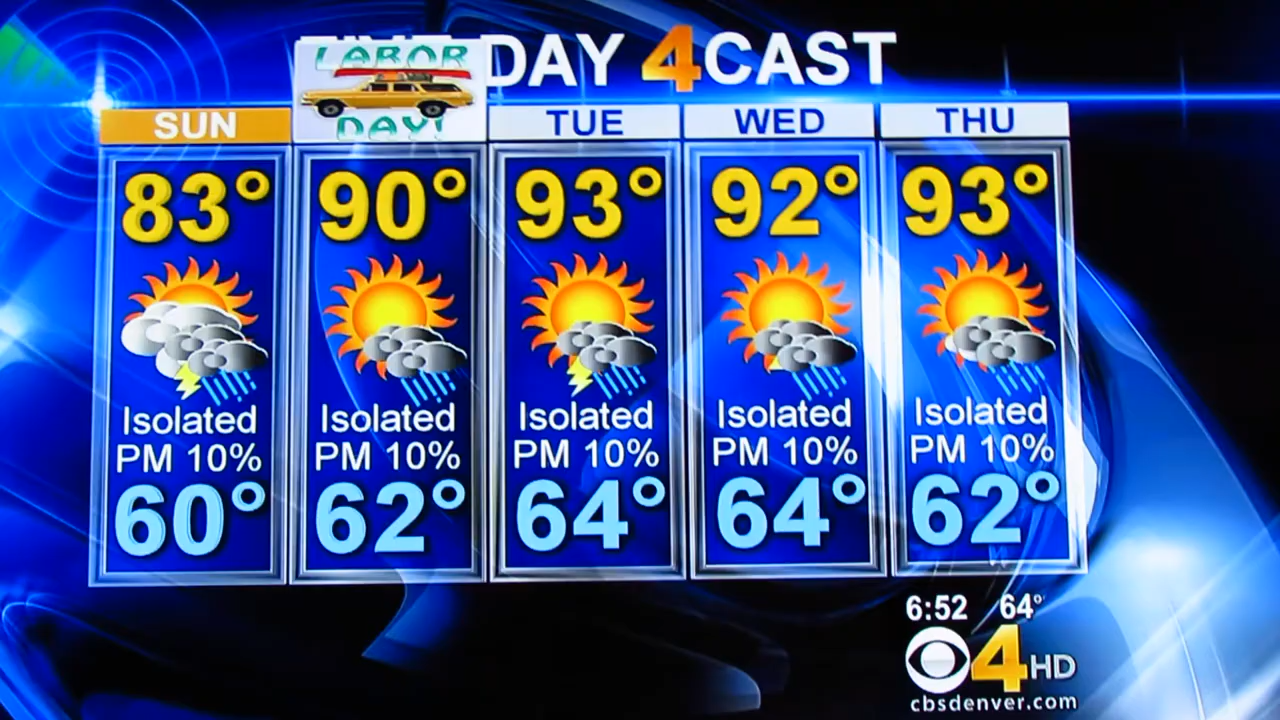 DAY 4CAST
LABOR
DAY!
SUN TUE WED THU
83° 90° 93° 92° 93°
Isolated Isolated Isolated Isolated Isolated
PM 10% PM 10% PM 10% PM 10% PM 10%
60° 62° 64° 64° 62°
6:52 64°
4 HD
cbsdenver.com